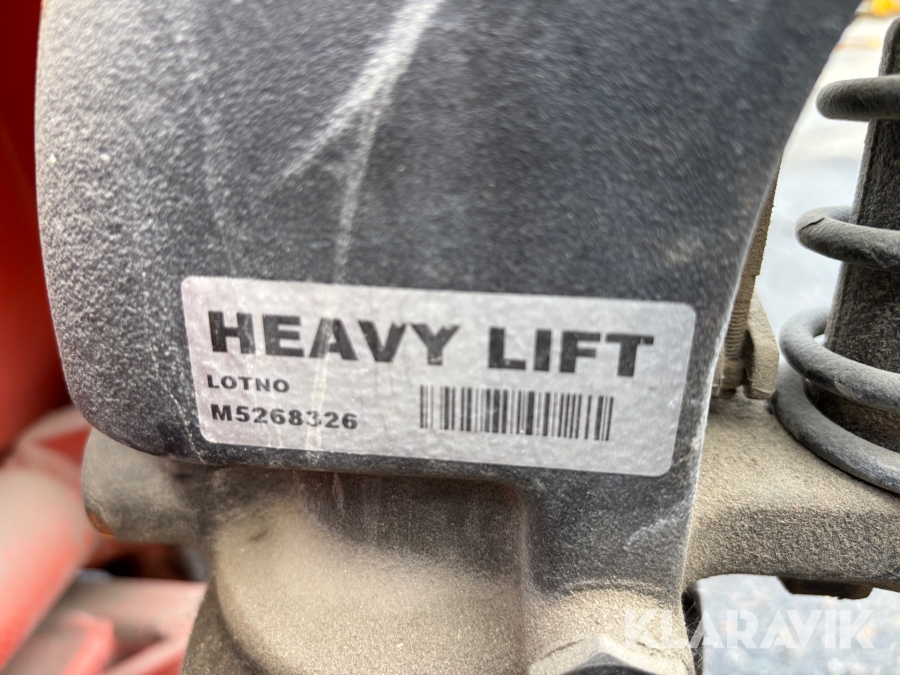 HEAVY LIFT
LOTNO
M5268326
KLARAVIK